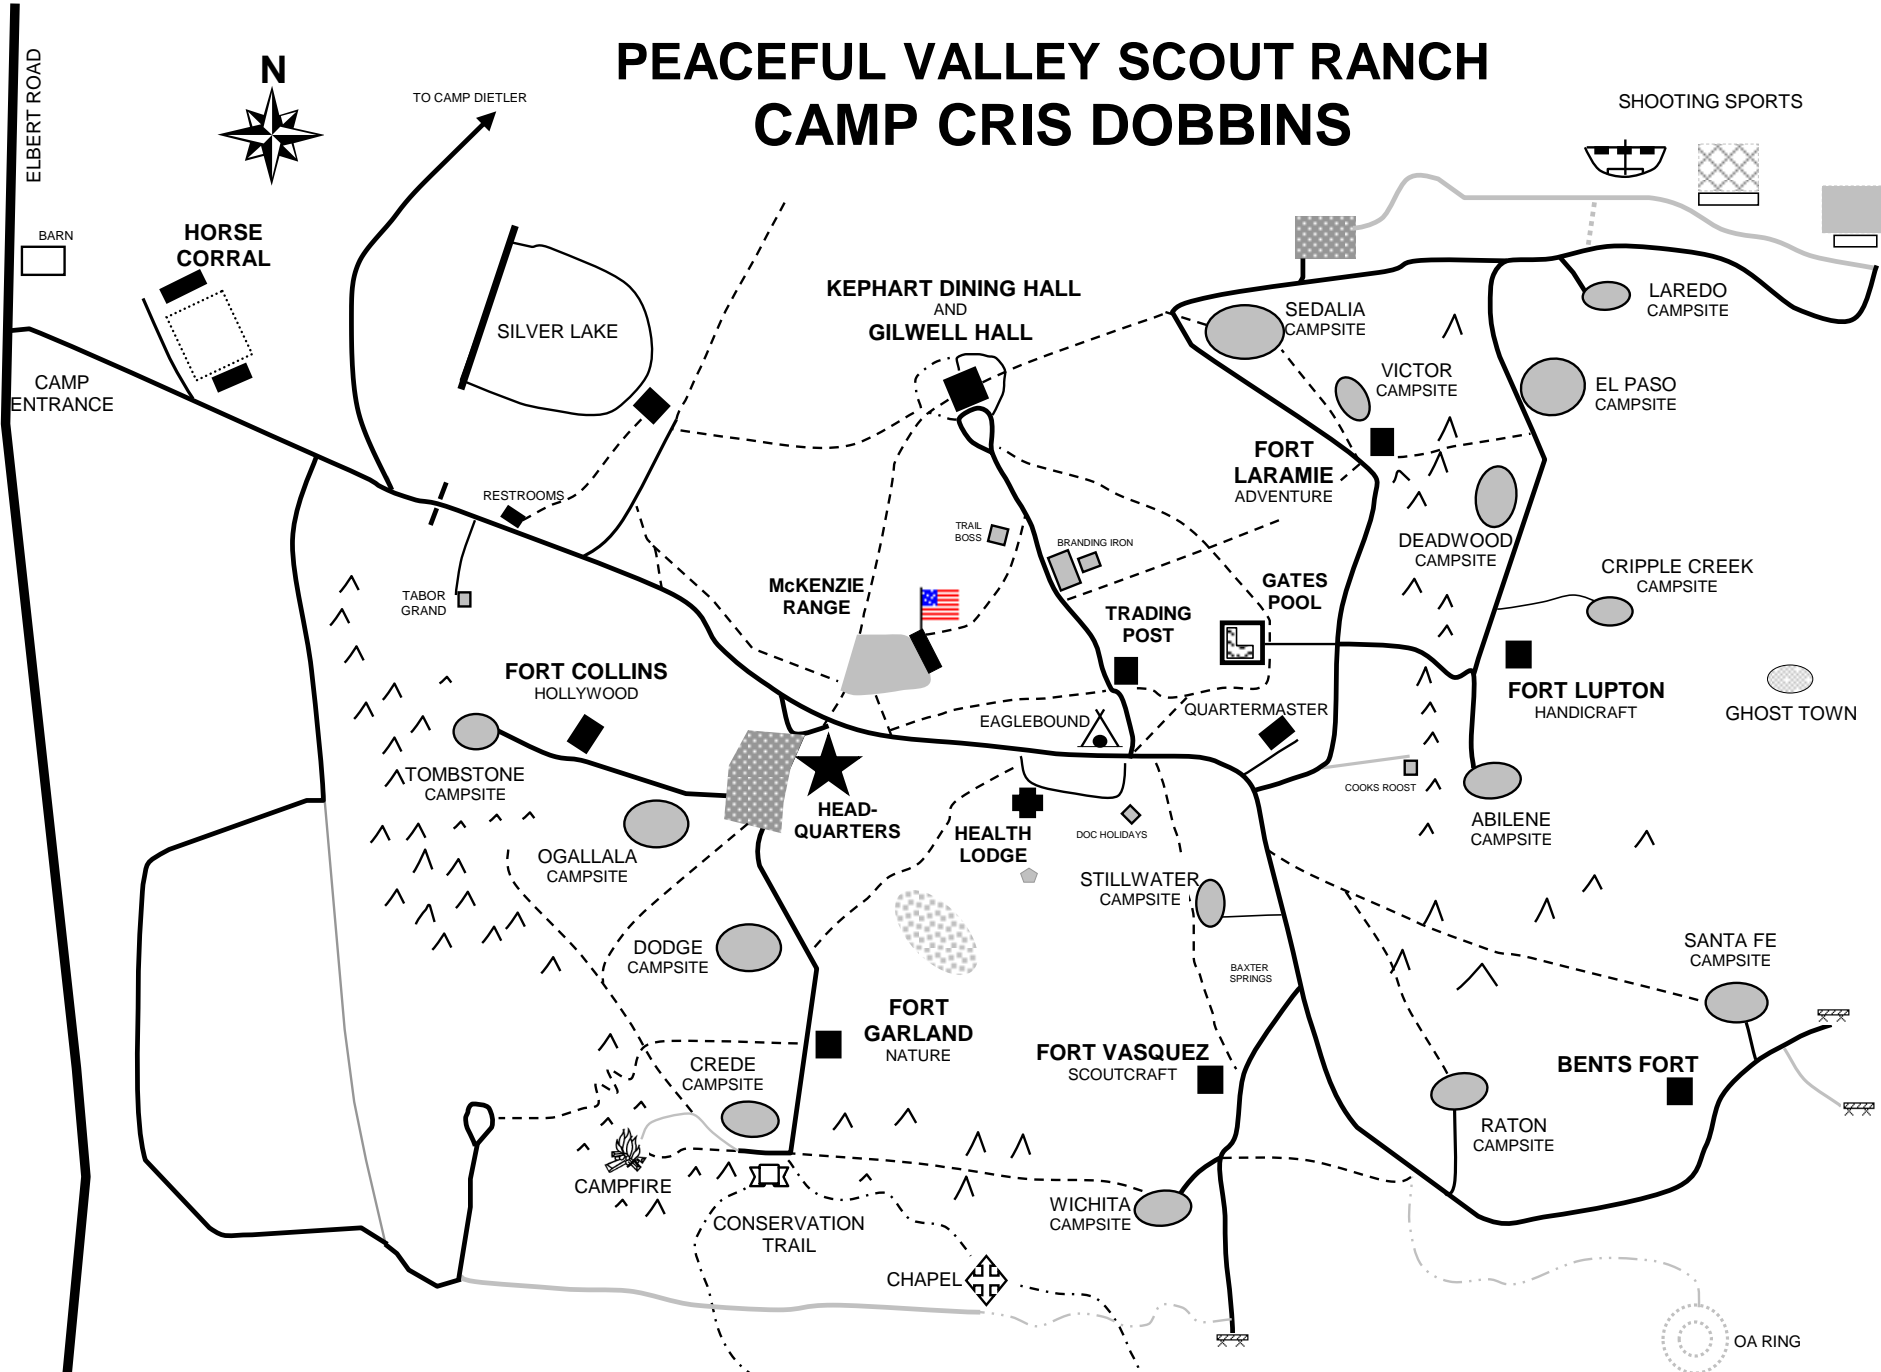 PEACEFUL VALLEY SCOUT RANCH
CAMP CRIS DOBBINS
ELBERT ROAD
N
TO CAMP DIETLER
SHOOTING SPORTS
BARN
HORSE
CORRAL
SILVER LAKE
KEPHART DINING HALL
AND
GILWELL HALL
SEDALIA
CAMPSITE
LAREDO
CAMPSITE
CAMP
ENTRANCE
VICTOR
CAMPSITE
EL PASO
CAMPSITE
FORT
LARAMIE
ADVENTURE
RESTROOMS
TRAIL
BOSS
BRANDING IRON
DEADWOOD
CAMPSITE
CRIPPLE CREEK
CAMPSITE
TABOR
GRAND
McKENZIE
RANGE
GATES
POOL
TRADING
POST
FORT COLLINS
HOLLYWOOD
FORT LUPTON
HANDICRAFT
GHOST TOWN
EAGLEBOUND
QUARTERMASTER
TOMBSTONE
CAMPSITE
COOKS ROOST
HEAD-
QUARTERS
HEALTH
LODGE
DOC HOLIDAYS
ABILENE
CAMPSITE
OGALLALA
CAMPSITE
STILLWATER
CAMPSITE
DODGE
CAMPSITE
BAXTER
SPRINGS
SANTA FE
CAMPSITE
FORT
GARLAND
NATURE
FORT VASQUEZ
SCOUTCRAFT
BENTS FORT
CREDE
CAMPSITE
RATON
CAMPSITE
CAMPFIRE
WICHITA
CAMPSITE
CONSERVATION
TRAIL
CHAPEL
OA RING